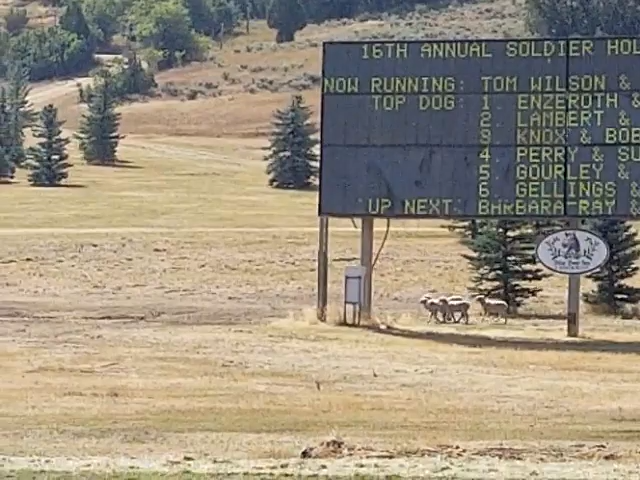 16TH ANNUAL SOLDIER HOL
NOW RUNNING: TOM WILSON &
TOP DOG: 1. ENZEROTH &
2. LAMBERT &
3 KNOX & BOB
4 PERRY & SU
5 GOURLEY &
6 GELLINGS &
UP NEXT: BARBARA RAY &